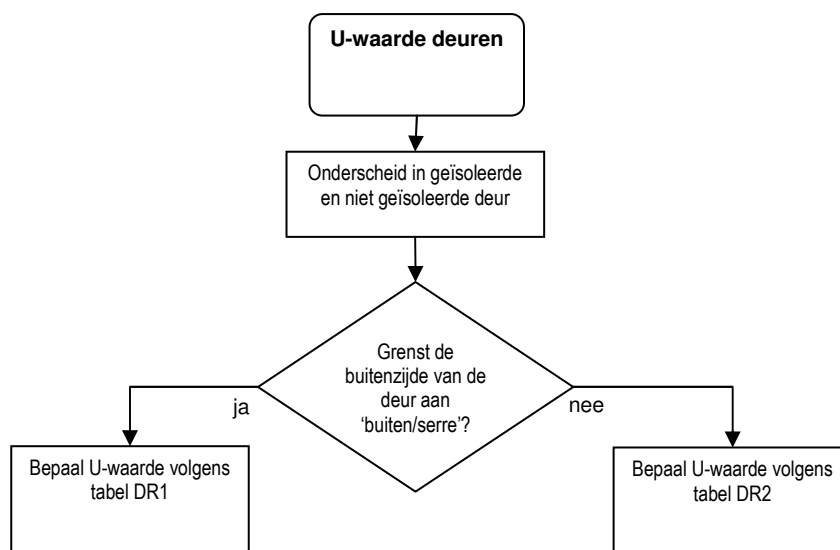 U-waarde deuren
Onderscheid in geïsoleerde
en niet geïsoleerde deur
Grenst de
buitenzijde van de
deur aan
‘buiten/serre’?
ja
nee
Bepaal U-waarde volgens
tabel DR1
Bepaal U-waarde volgens
tabel DR2